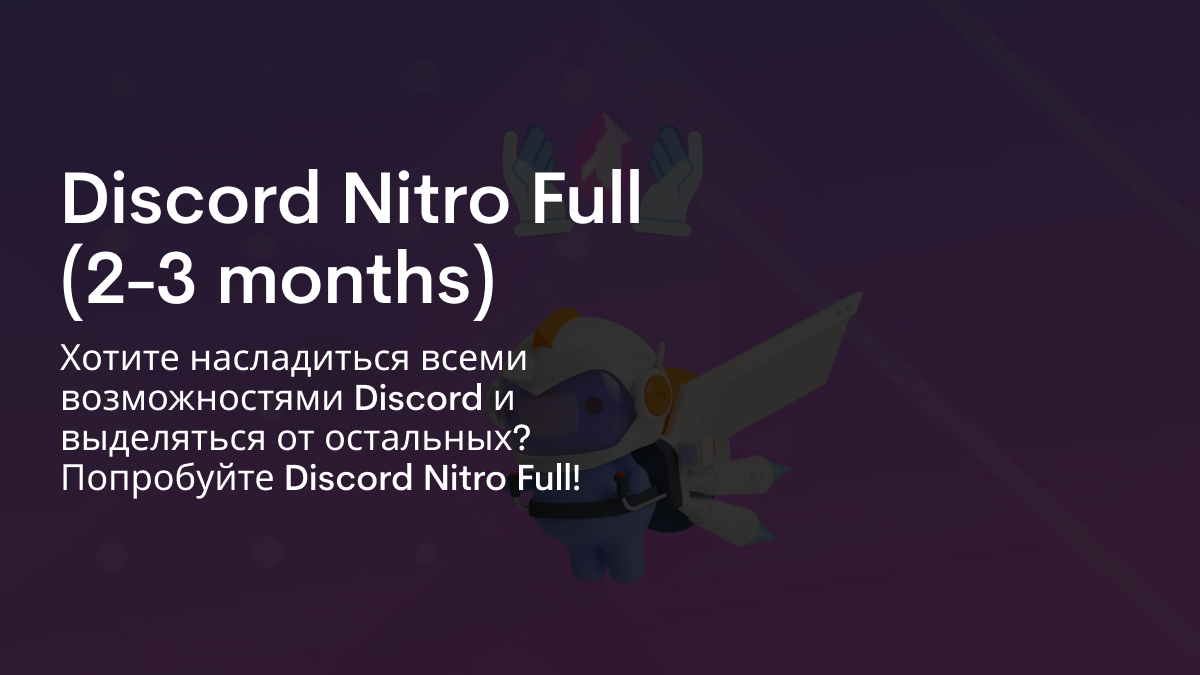 Discord Nitro Full
(2-3 months)
Хотите насладиться всеми
возможностями Discord и
выделяться от остальных?
Попробуйте Discord Nitro Full!